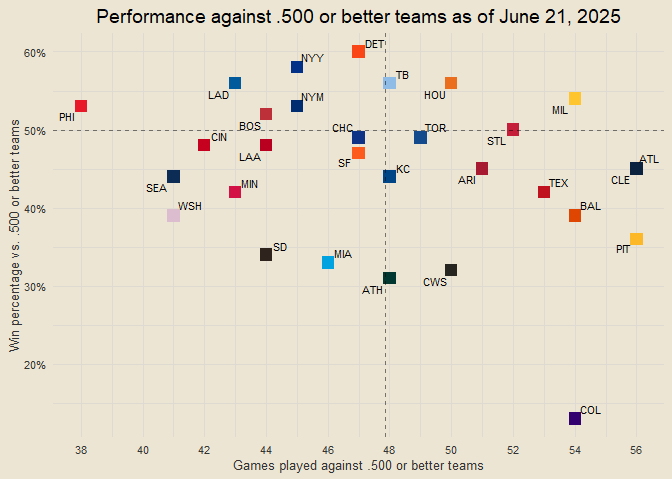 Performance against .500 or better teams as of June 21, 2025
Win percentage vs. .500 or better teams
60%
50%
40%
30%
20%
DET
NYY
TB
LAD
HOU
NYM
MIL
PHI
BOS
CHC
TOR
CIN
STL
LAA
SF
ATL
KC
ARI
CLE
SEA
MIN
TEX
WSH
BAL
SD
PIT
MIA
CWS
ATH
COL
38 40 42 44 46 48 50 52 54 56
Games played against .500 or better teams